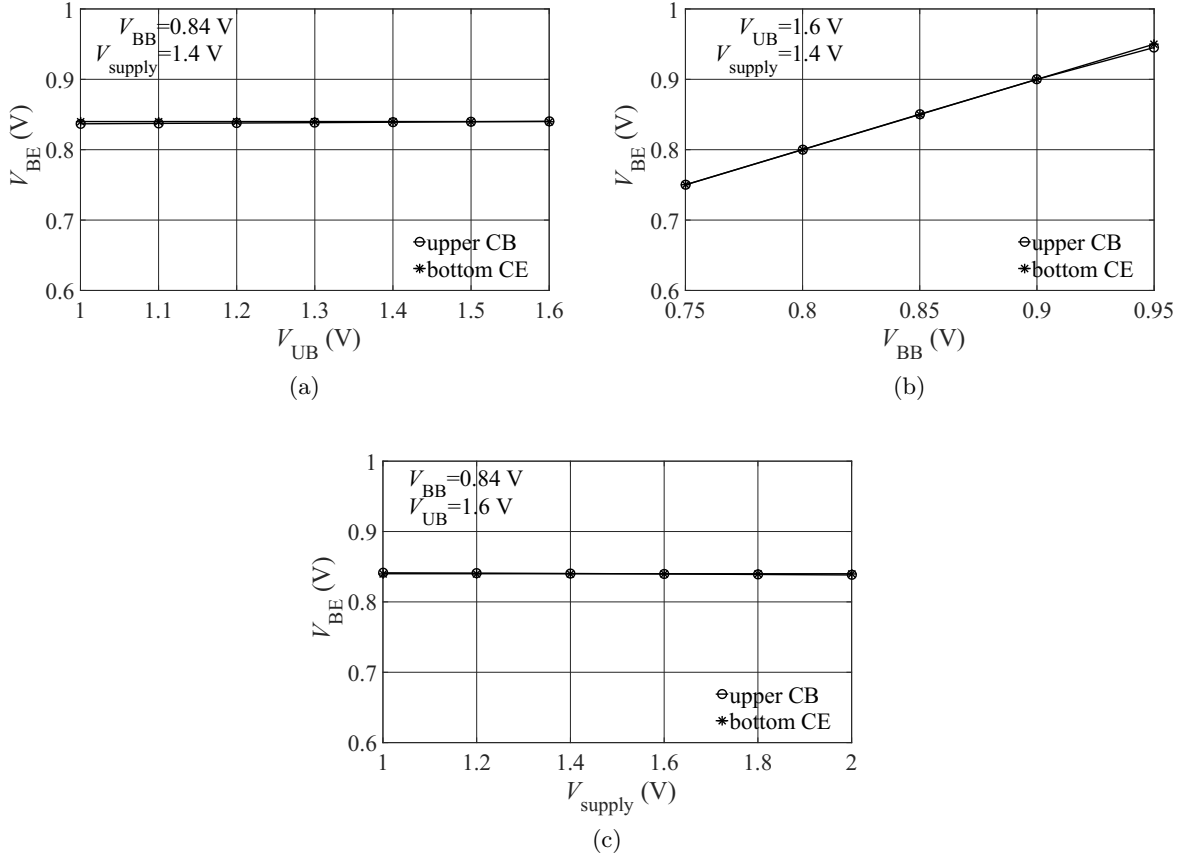 1
0.9
0.8
0.7
0.6
V_BE (V)
V_BB=0.84 V
V_supply=1.4 V
upper CB
bottom CE
1 1.1 1.2 1.3 1.4 1.5 1.6
V_UB (V)
(a)
1
0.9
0.8
0.7
0.6
V_BE (V)
V_UB=1.6 V
V_supply=1.4 V
upper CB
bottom CE
0.75 0.8 0.85 0.9 0.95
V_BB (V)
(b)
1
0.9
0.8
0.7
0.6
V_BE (V)
V_BB=0.84 V
V_UB=1.6 V
upper CB
bottom CE
1 1.2 1.4 1.6 1.8 2
V_supply (V)
(c)